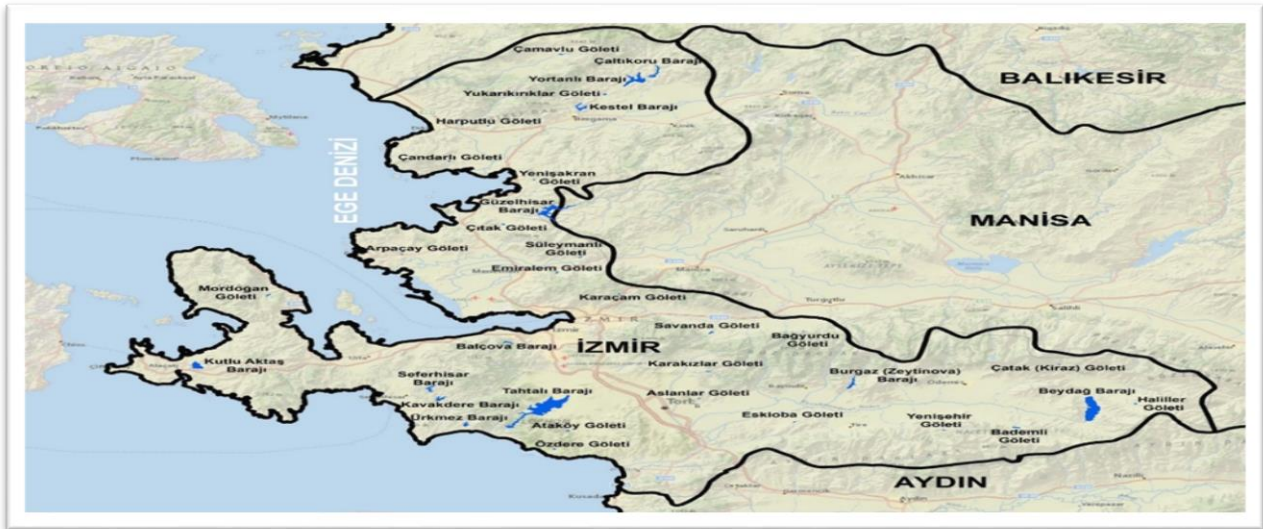 Çamavlu Göleti
Çaltıkoru Barajı
Yortanlı Barajı
BALIKESİR
Yukarıkırıklar Göleti
Kestel Barajı
Harputlu Göleti
EGE DENİZİ
Çandarlı Göleti
Yenişakran
Göleti
Güzelhisar
Barajı
MANİSA
Çıtak Göleti
Arpaçay Göleti
Süleymanlı
Göleti
Emiralem Göleti
Mordoğan
Göleti
Karaçam Göleti
İZMİR
Savanda Göleti
Bağyurdu
Göleti
Balçova Barajı
İZMİR
Kutlu Aktaş
Barajı
Karakızlar Göleti
Burgaz (Zeytinova)
Barajı
Çatak (Kiraz) Göleti
Seferhisar
Barajı
Tahtalı Barajı
Aslanlar Göleti
Beydağ Barajı
Haliller
Göleti
Kavakdere Barajı
Ürkmez Barajı
Ataköy Göleti
Eskioba Göleti
Yenişehir
Göleti
Bademli
Göleti
Özdere Göleti
AYDIN